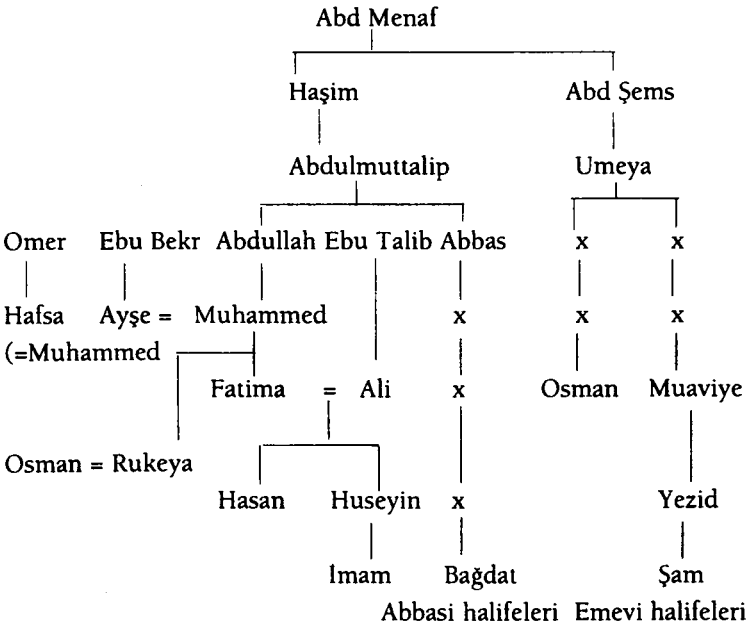 Abd Menaf
Haşim Abd Şems
Abdulmuttalip Umeya
Omer Ebu Bekr Abdullah Ebu Talib Abbas x x
Hafsa Ayşe = Muhammed x x x
(=Muhammed
Fatima = Ali x Osman Muaviye
Osman = Rukeya
Hasan Huseyin x Yezid
İmam Bağdat Şam
Abbasi halifeleri Emevi halifeleri